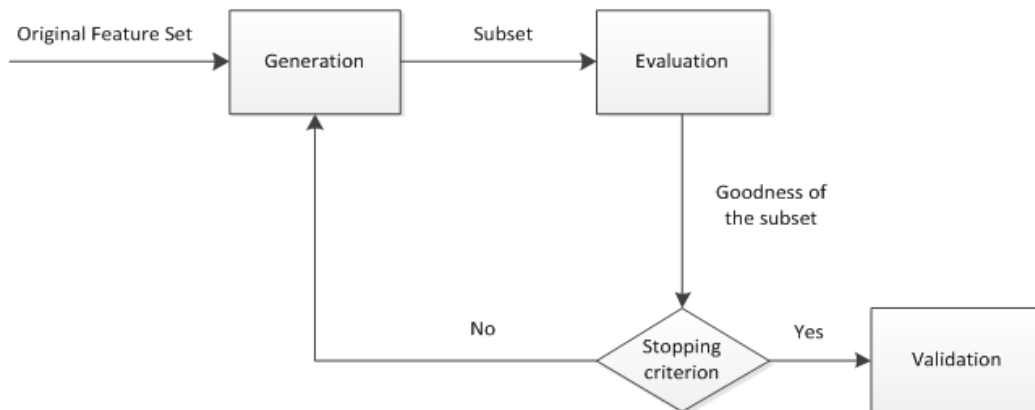 Original Feature Set
Generation
Subset
Evaluation
Goodness of
the subset
No
Stopping
criterion
Yes
Validation